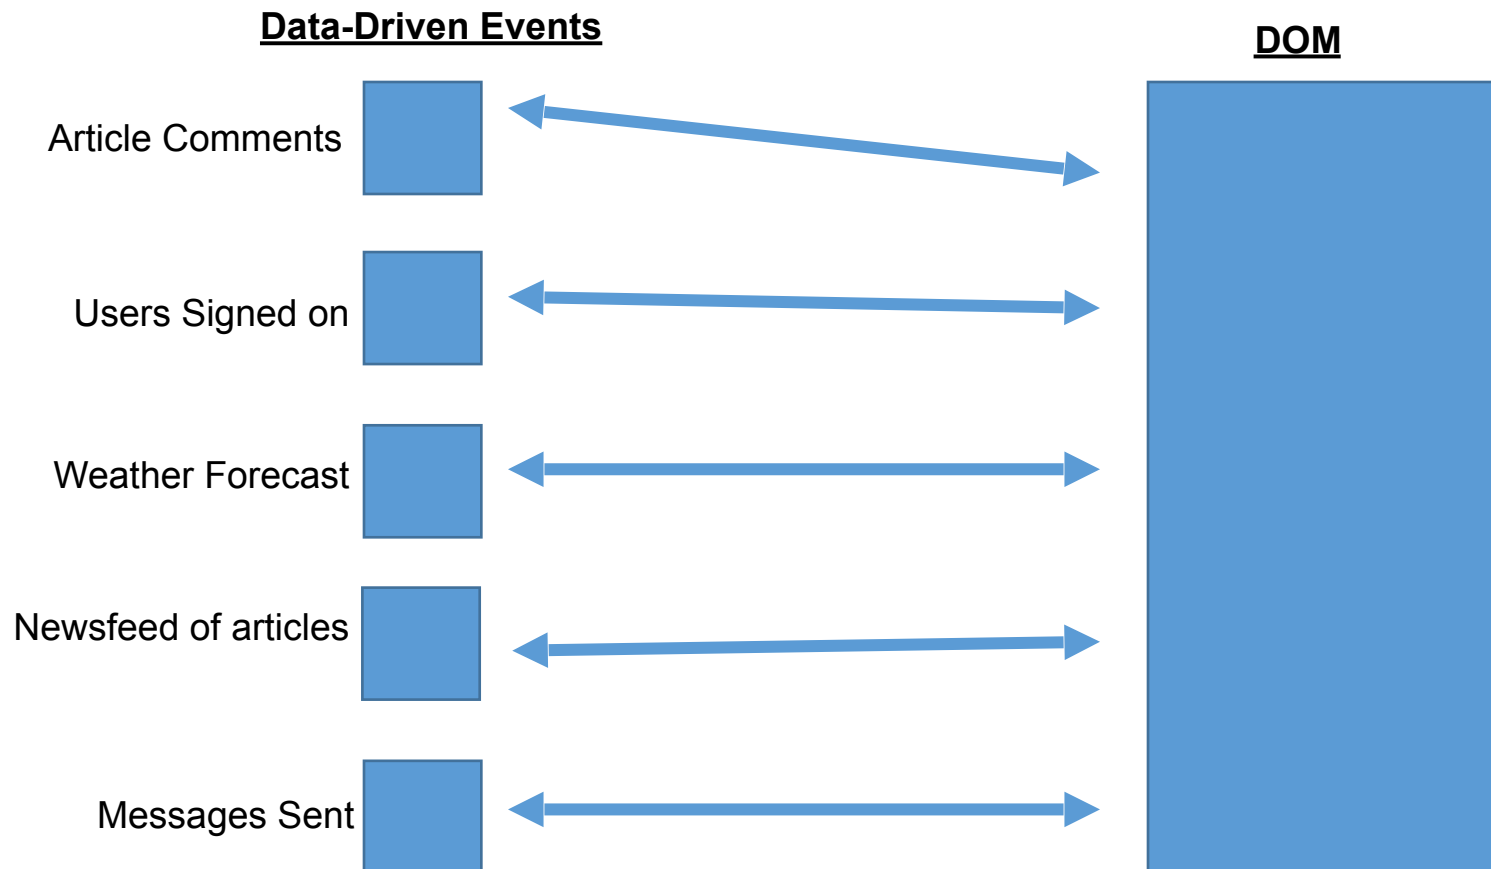 Data-Driven Events
DOM
Article Comments
Users Signed on
Weather Forecast
Newsfeed of articles
Messages Sent